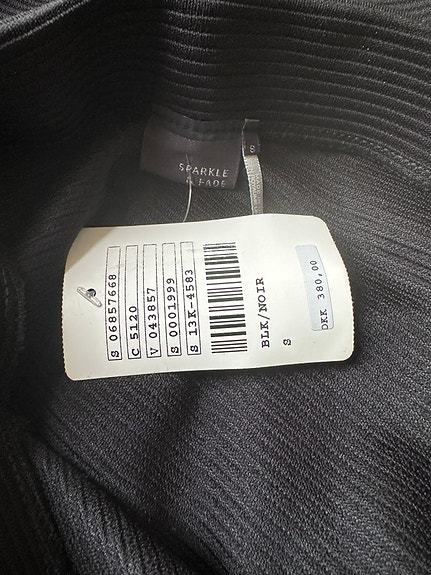 S
SPARKLE
& FADE
S 06857668
C 5120
V 043857
S 0001999
S 13K-4583
BLK/NOIR
S
DKK 380,00